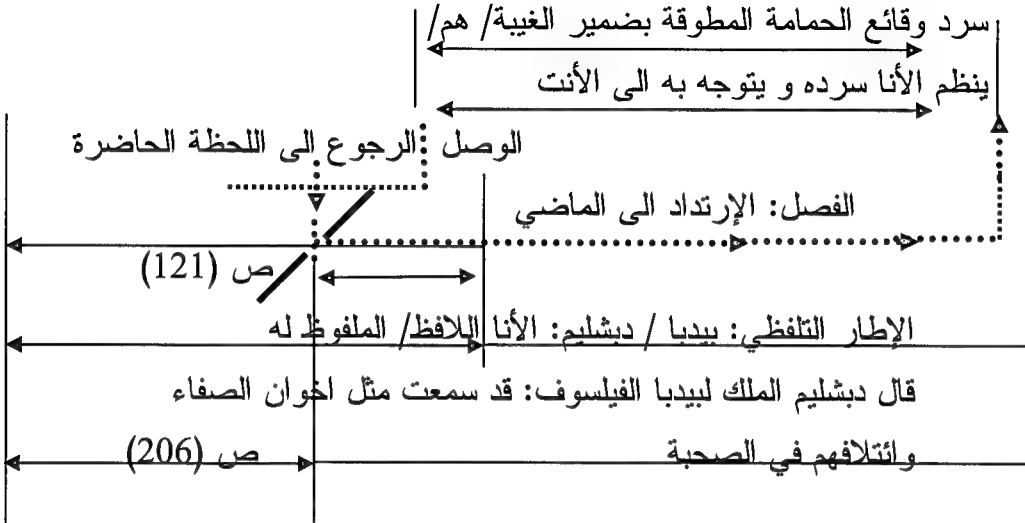 سرد وقائع الحمامة المطوقة بضمير الغيبة/ هم/
ينظم الأنا سرده و يتوجه به الى الأنت
الوصل الرجوع الى اللحظة الحاضرة
الفصل: الإرتداد الى الماضي
ص (121)
الإطار التلفظي: بيدبا / دبشليم: الأنا اللافظ/ الملفوظ له
قال دبشليم الملك لبيدبا الفيلسوف: قد سمعت مثل اخوان الصفاء
وائتلافهم في الصحبة
ص (206)